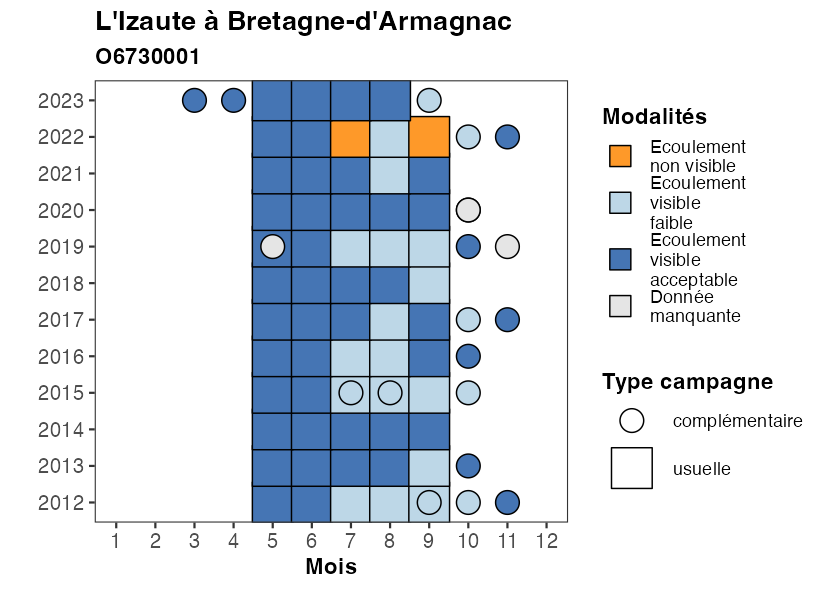 L'Izaute à Bretagne-d'Armagnac
O6730001
2023
2022
2021
2020
2019
2018
2017
2016
2015
2014
2013
2012
1 2 3 4 5 6 7 8 9 10 11 12
Mois
Modalités
Ecoulement
non visible
Ecoulement
visible
faible
Ecoulement
visible
acceptable
Donnée
manquante
Type campagne
complémentaire
usuelle